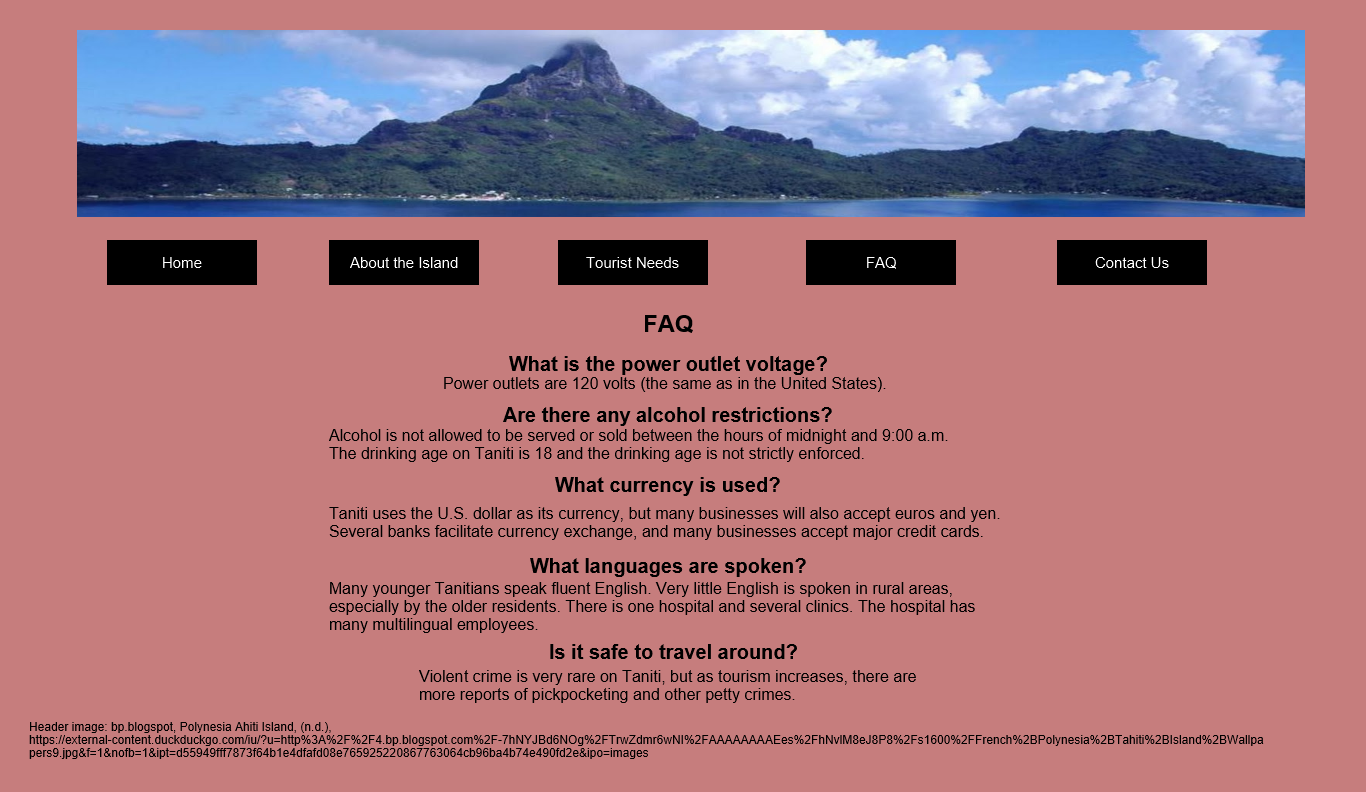 Home
About the Island
Tourist Needs
FAQ
Contact Us
FAQ
What is the power outlet voltage?
Power outlets are 120 volts (the same as in the United States).
Are there any alcohol restrictions?
Alcohol is not allowed to be served or sold between the hours of midnight and 9:00 a.m.
The drinking age on Taniti is 18 and the drinking age is not strictly enforced.
What currency is used?
Taniti uses the U.S. dollar as its currency, but many businesses will also accept euros and yen.
Several banks facilitate currency exchange, and many businesses accept major credit cards.
What languages are spoken?
Many younger Tanitians speak fluent English. Very little English is spoken in rural areas,
especially by the older residents. There is one hospital and several clinics. The hospital has
many multilingual employees.
Is it safe to travel around?
Violent crime is very rare on Taniti, but as tourism increases, there are
more reports of pickpocketing and other petty crimes.
Header image: bp.blogspot, Polynesia Ahiti Island, (n.d.),
https://external-content.duckduckgo.com/iu/?u=http%3A%2F%2F4.bp.blogspot.com%2F-7hNYJBd6NOg%2FTrwZdmr6wNI%2FAAAAAAAAEes%2FhNvlM8eJ8P8%2Fs1600%2FFrench%2BPolynesia%2BTahiti%2BIsland%2BWallpa
pers9.jpg&f=1&nofb=1&ipt=d55949fff7873f64b1e4dfafd08e765925220867763064cb96ba4b74e490fd2e&ipo=images